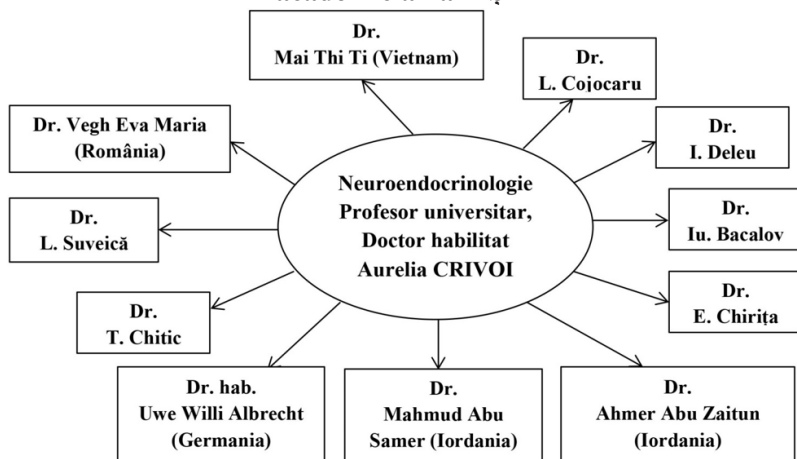 Dr.
Mai Thi Ti (Vietnam)
Dr.
L. Cojocaru
Dr. Vegh Eva Maria
(România)
Dr.
I. Deleu
Neuroendocrinologie
Profesor universitar,
Doctor habilitat
Aurelia CRIVOI
Dr.
L. Suveică
Dr.
Iu. Bacalov
Dr.
T. Chitic
Dr.
E. Chirița
Dr. hab.
Uwe Willi Albrecht
(Germania)
Dr.
Mahmud Abu
Samer (Iordania)
Dr.
Ahmer Abu Zaitun
(Iordania)